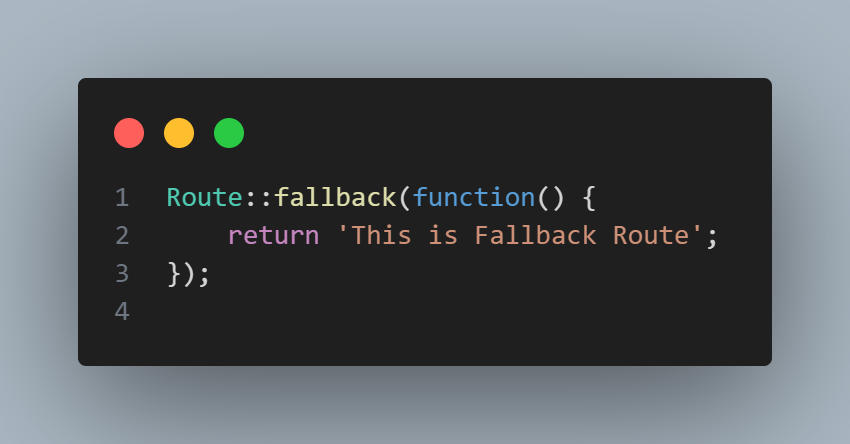 1 Route::fallback(function() {
2     return 'This is Fallback Route';
3 });
4